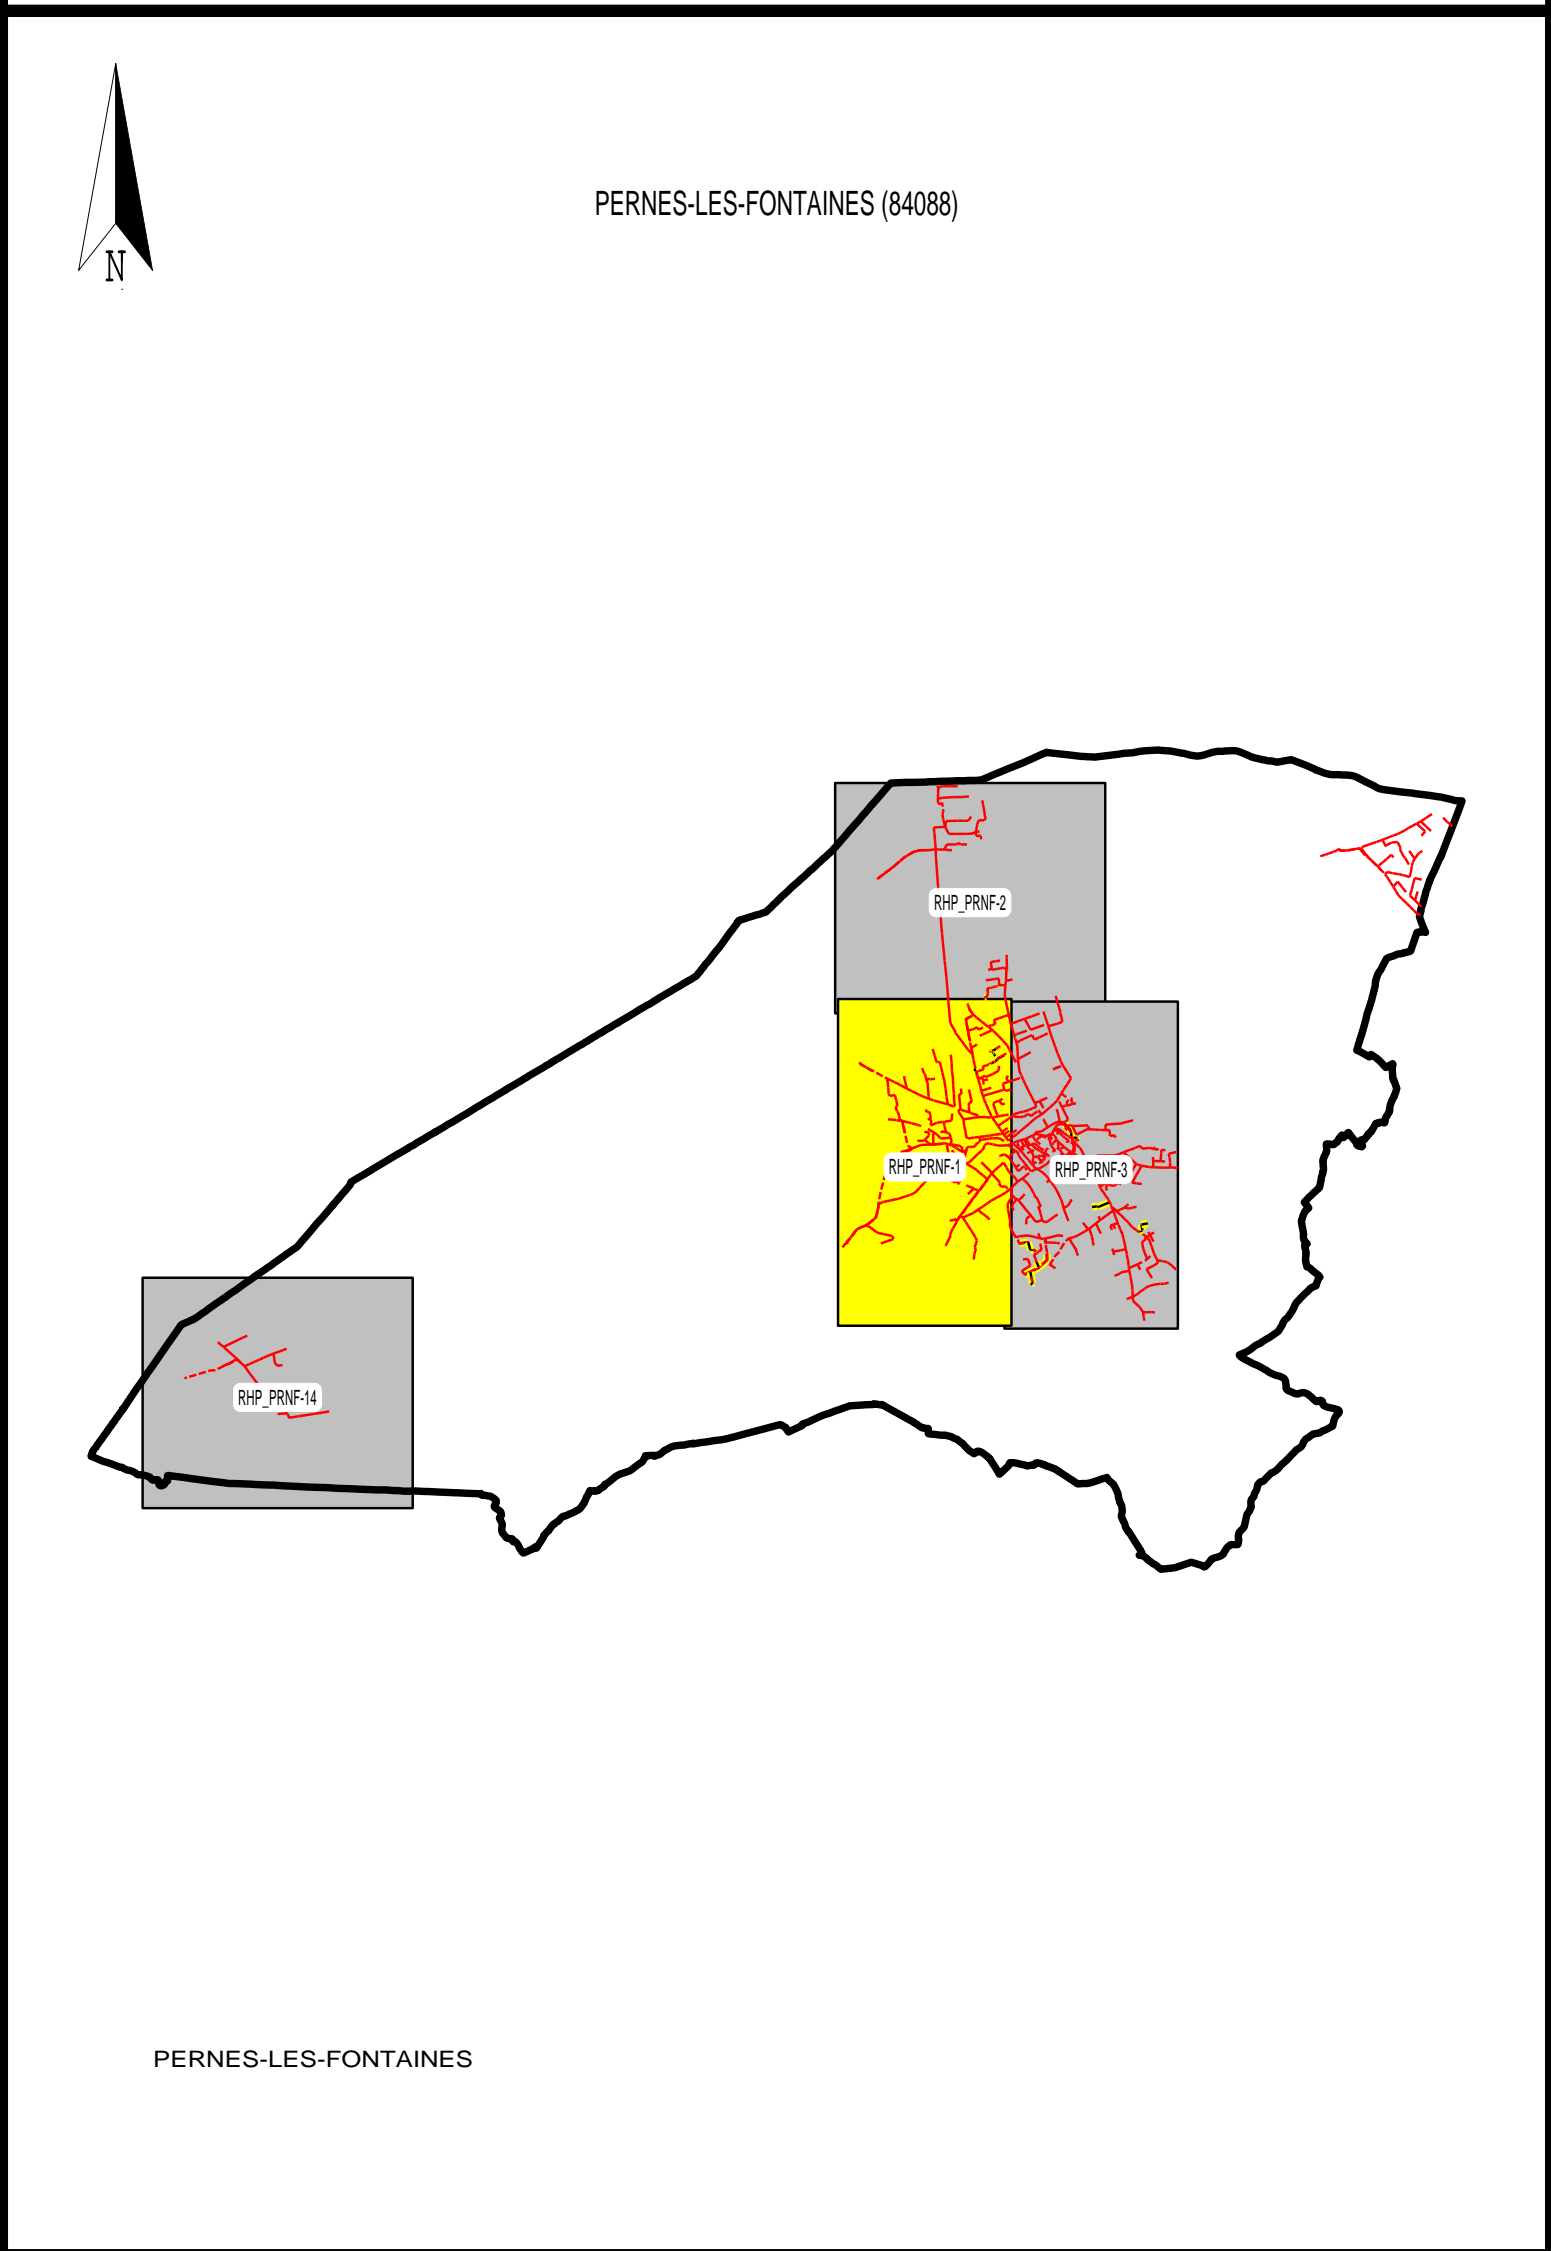 N
PERNES-LES-FONTAINES (84088)
RHP_PRNF-2
RHP_PRNF-1
RHP_PRNF-3
RHP_PRNF-14
PERNES-LES-FONTAINES